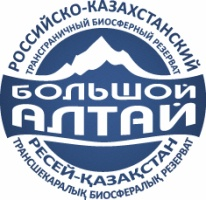 РОССИЙСКО-КАЗАХСТАНСКИЙ
ТРАНСГРАНИЧНЫЙ БИОСФЕРНЫЙ РЕЗЕРВАТ
БОЛЬШОЙ
АЛТАЙ
РЕСЕЙ-ҚАЗАҚСТАН
ТРАНСШЕКАРАЛЫҚ БИОСФЕРАЛЫҚ РЕЗЕРВАТ